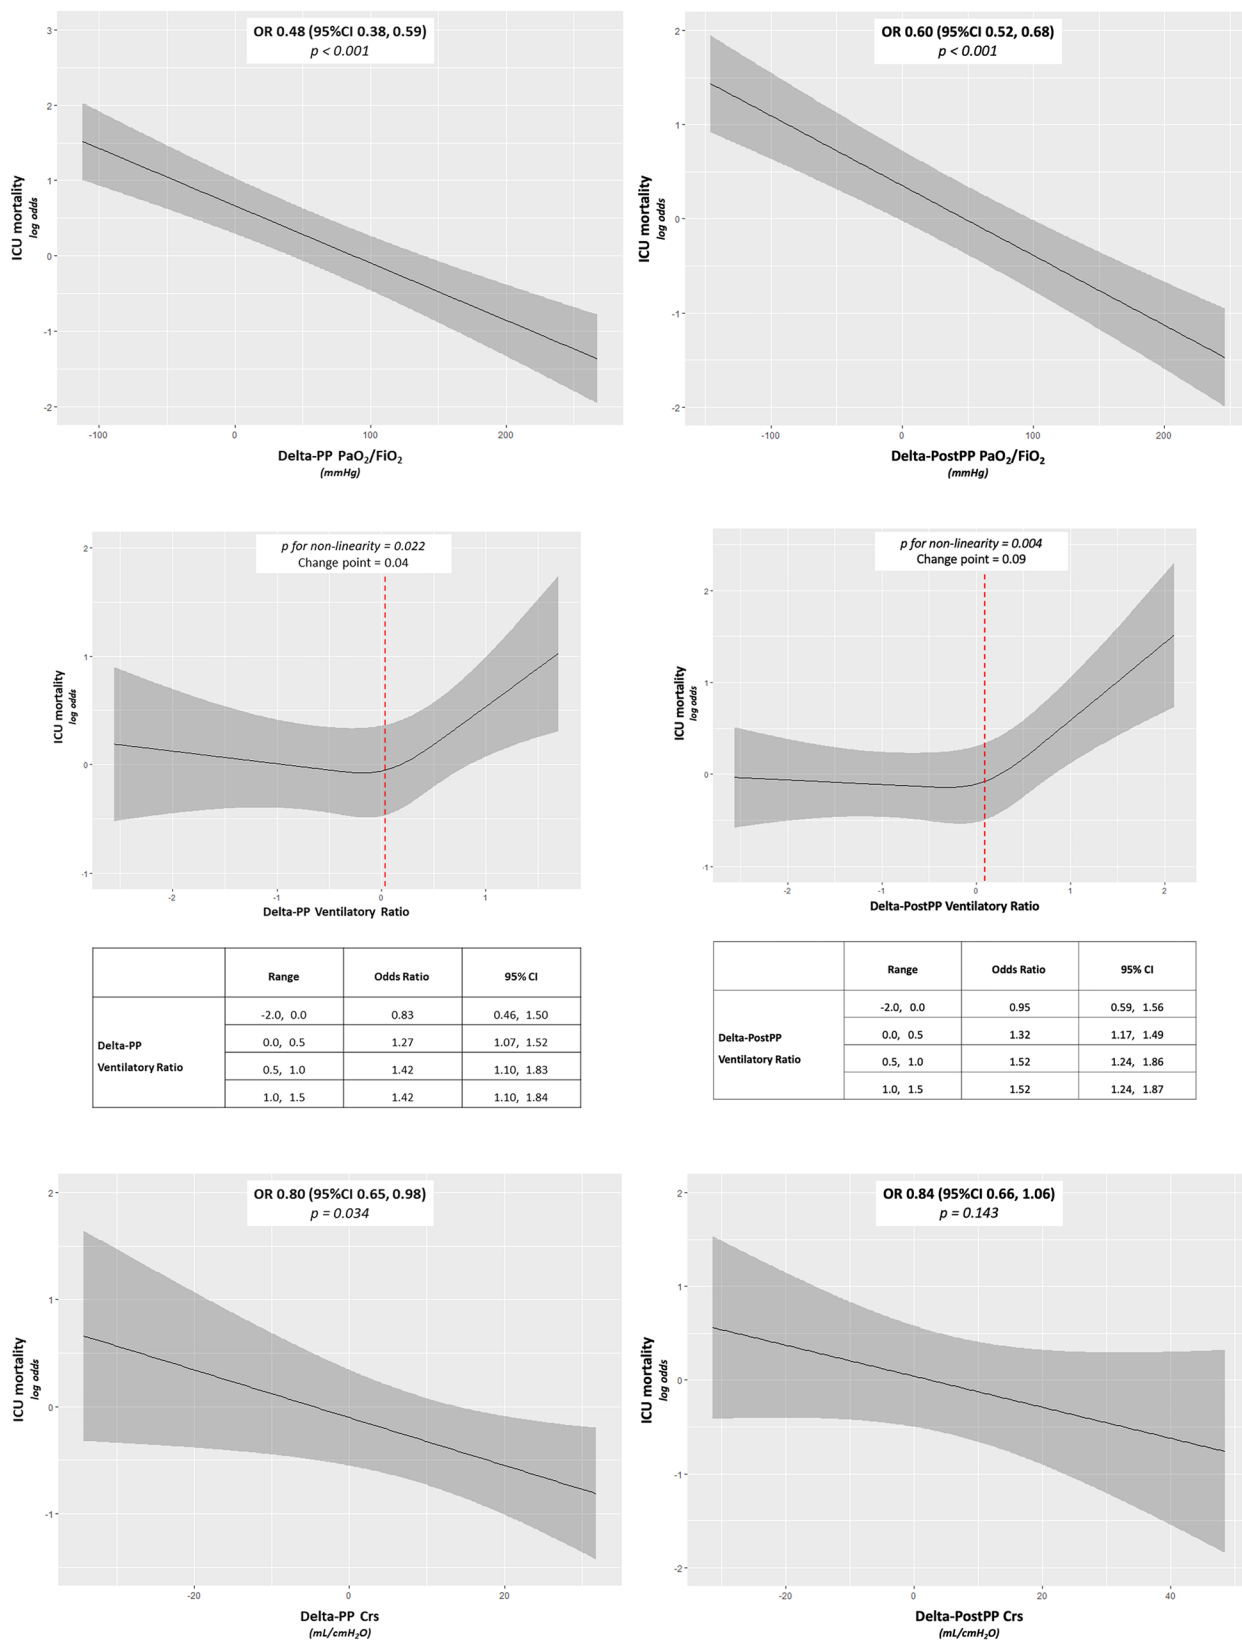 OR 0.48 (95%CI 0.38, 0.59)
p < 0.001
3
2
1
0
-1
-2
ICU mortality
log odds
-100 0 100 200
Delta-PP PaO2/FiO2
(mmHg)
OR 0.60 (95%CI 0.52, 0.68)
p < 0.001
2
1
0
-1
-2
ICU mortality
log odds
-100 0 100 200
Delta-PostPP PaO2/FiO2
(mmHg)
p for non-linearity = 0.022
Change point = 0.04
2
1
0
-1
ICU mortality
log odds
-2 -1 0 1
Delta-PP Ventilatory Ratio
p for non-linearity = 0.004
Change point = 0.09
2
1
0
-1
ICU mortality
log odds
-2 -1 0 1 2
Delta-PostPP Ventilatory Ratio
Range Odds Ratio 95% CI
Delta-PP
Ventilatory Ratio
-2.0, 0.0 0.83 0.46, 1.50
0.0, 0.5 1.27 1.07, 1.52
0.5, 1.0 1.42 1.10, 1.83
1.0, 1.5 1.42 1.10, 1.84
Range Odds Ratio 95% CI
Delta-PostPP
Ventilatory Ratio
-2.0, 0.0 0.95 0.59, 1.56
0.0, 0.5 1.32 1.17, 1.49
0.5, 1.0 1.52 1.24, 1.86
1.0, 1.5 1.52 1.24, 1.87
OR 0.80 (95%CI 0.65, 0.98)
p = 0.034
2
1
0
-1
ICU mortality
log odds
-20 0 20
Delta-PP Crs
(mL/cmH2O)
OR 0.84 (95%CI 0.66, 1.06)
p = 0.143
2
1
0
-1
-2
ICU mortality
log odds
-20 0 20 40
Delta-PostPP Crs
(mL/cmH2O)